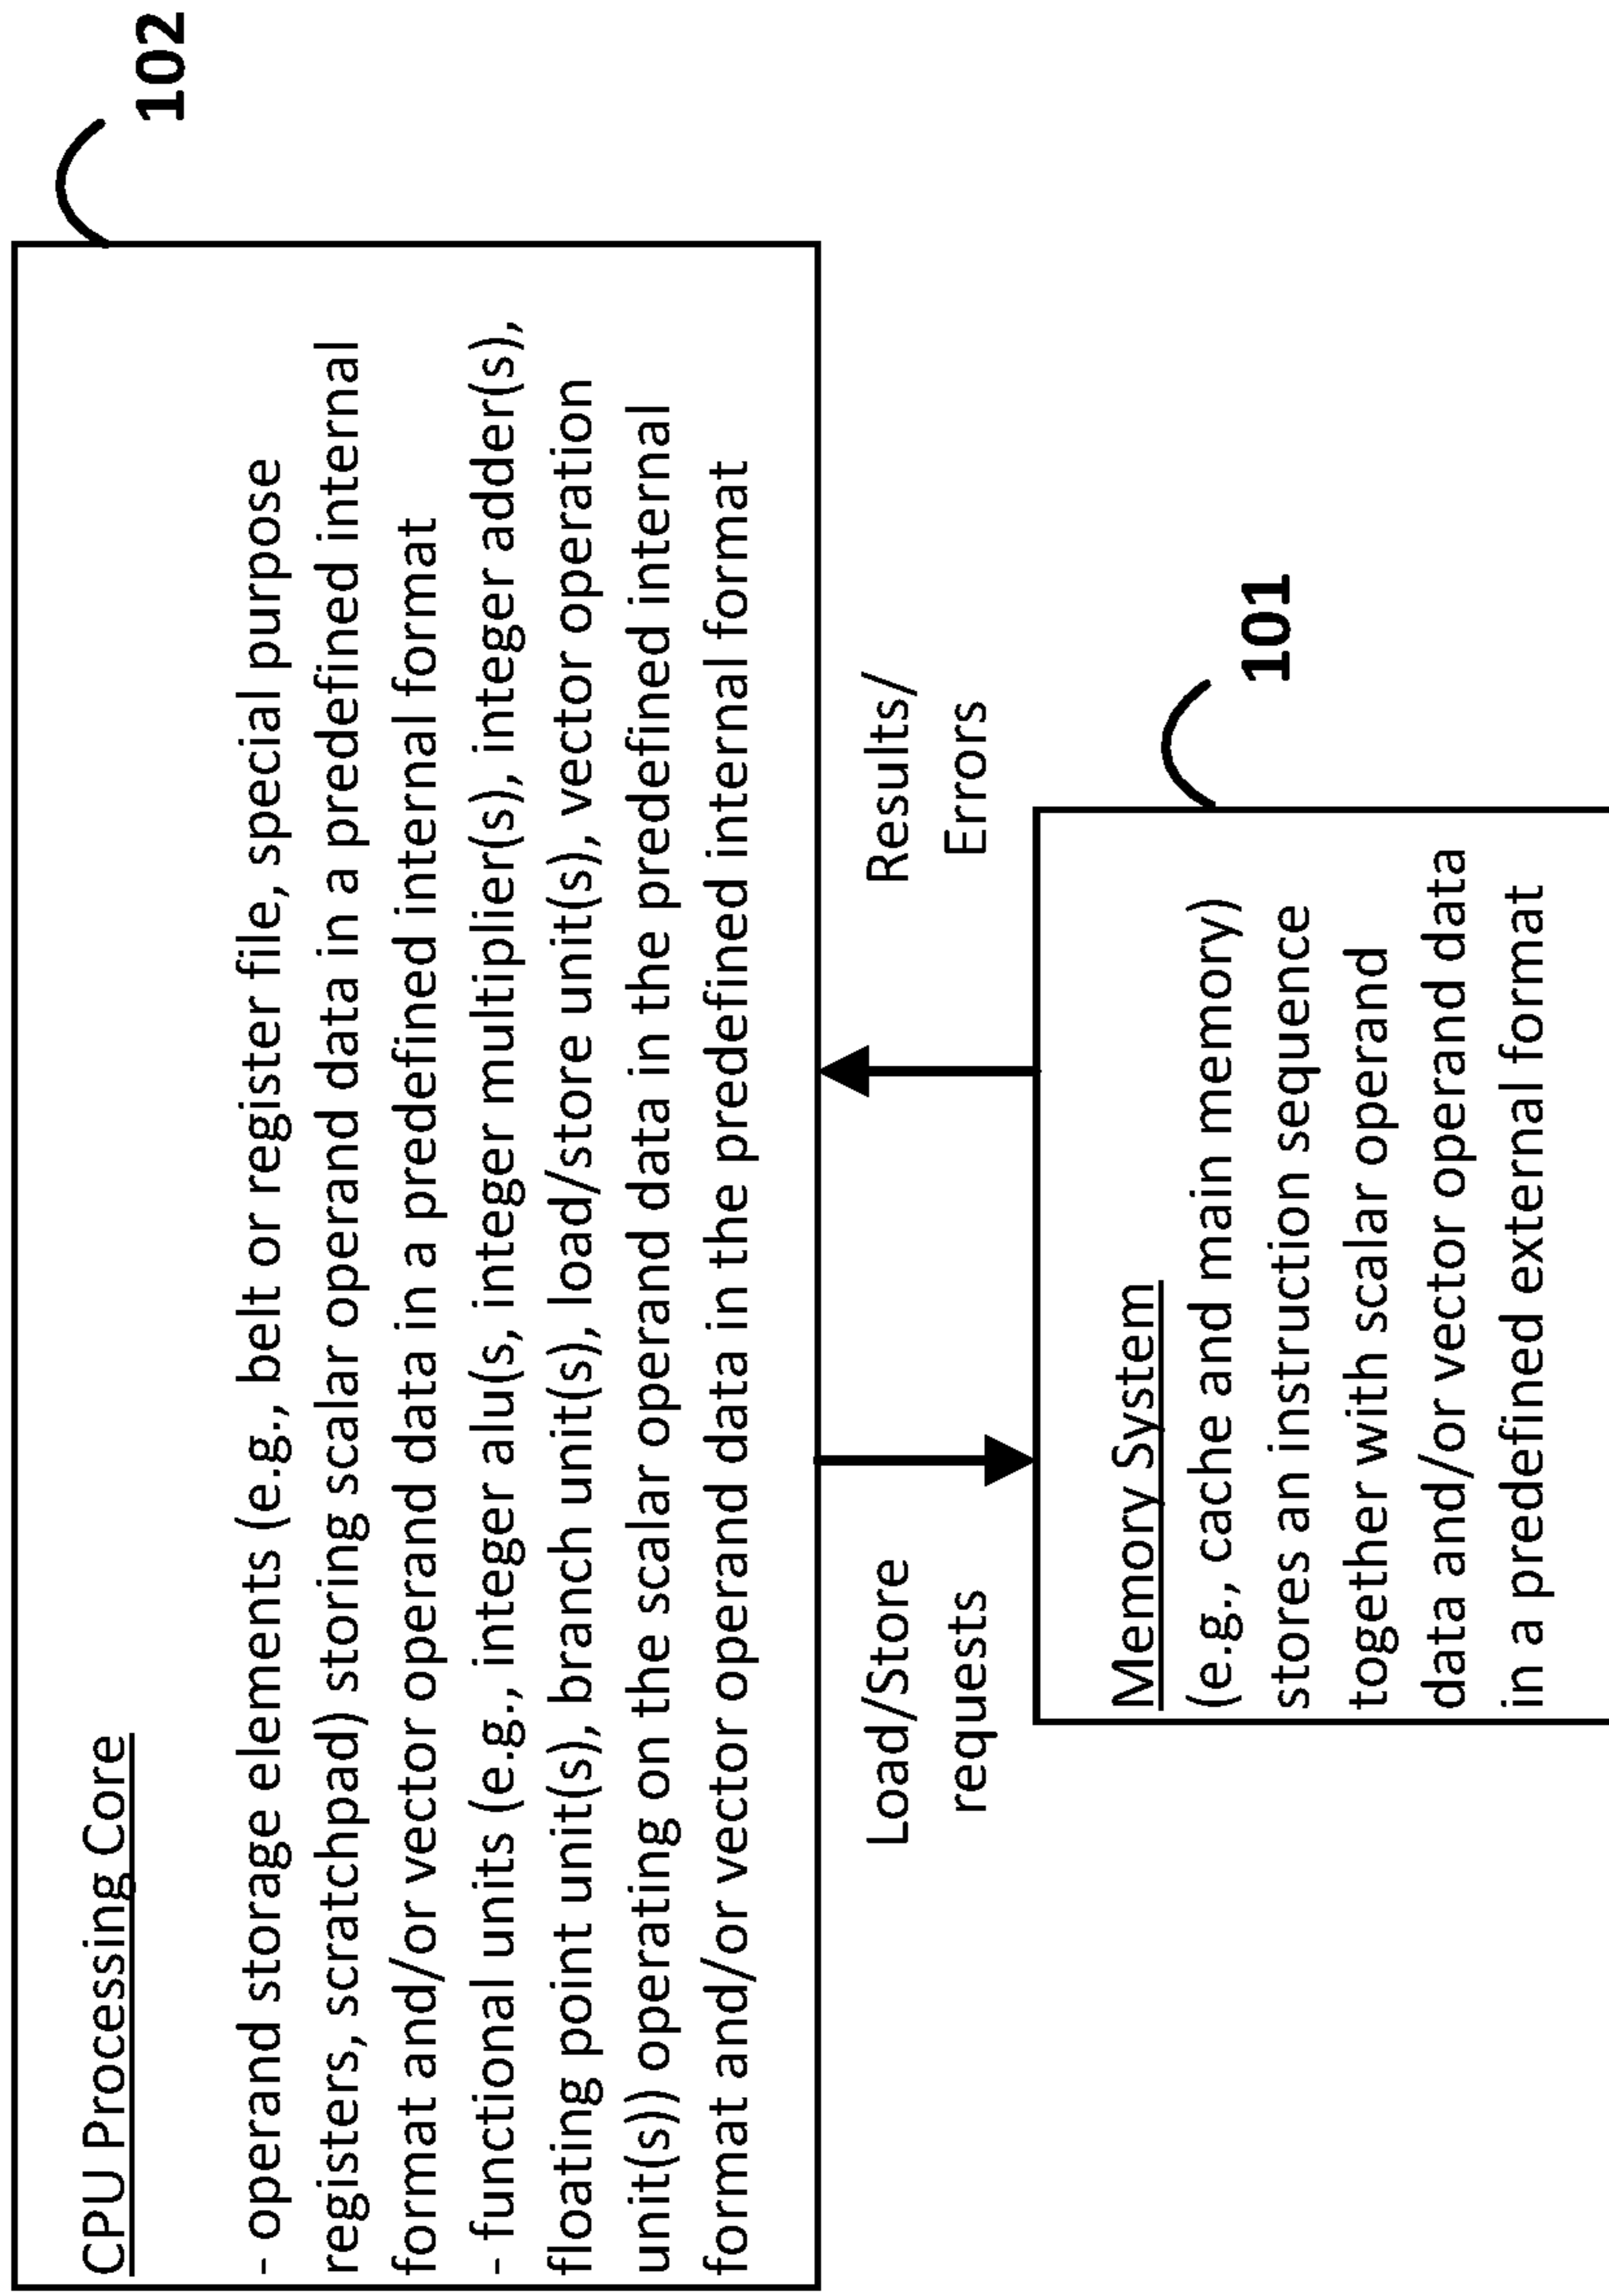 102
CPU Processing Core
- operand storage elements (e.g., belt or register file, special purpose
registers, scratchpad) storing scalar operand data in a predefined internal
format and/or vector operand data in a predefined internal format
- functional units (e.g., integer alu(s, integer multiplier(s), integer adder(s),
floating point unit(s), branch unit(s), load/store unit(s), vector operation
unit(s)) operating on the scalar operand data in the predefined internal
format and/or vector operand data in the predefined internal format
Load/Store
requests
Results/
Errors
101
Memory System
(e.g., cache and main memory)
stores an instruction sequence
together with scalar operand
data and/or vector operand data
in a predefined external format